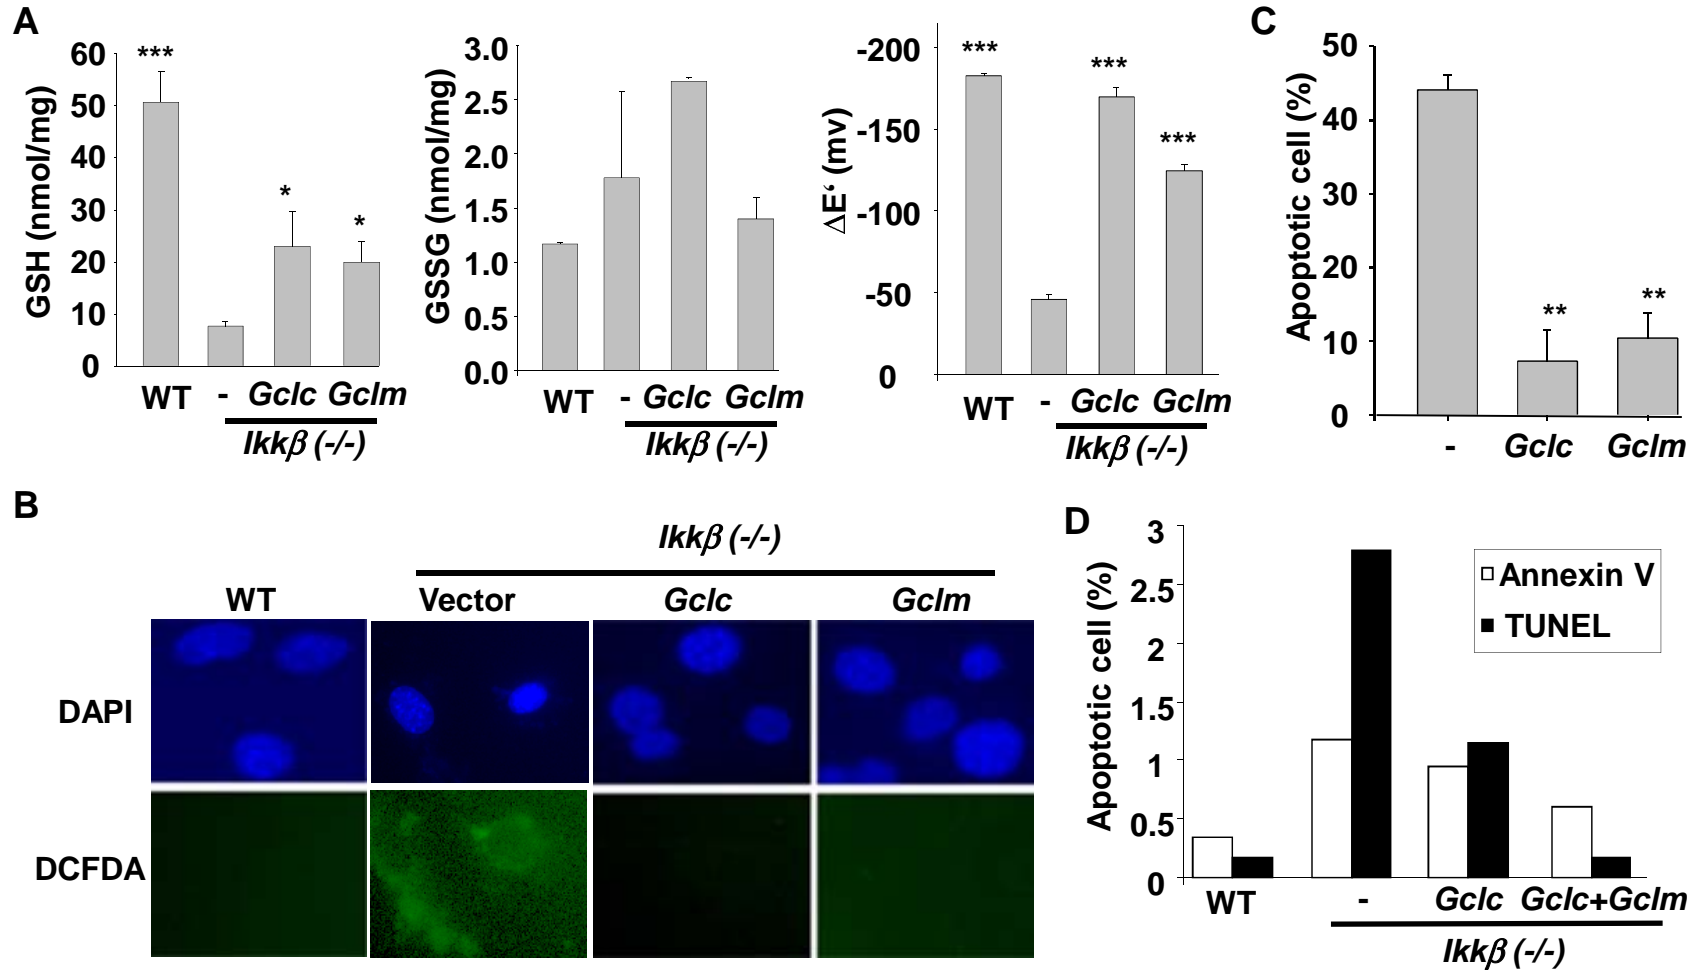 A
GSH (nmol/mg)
60
50
40
30
20
10
0
***
*
*
WT - Gclc Gclm
Ikkβ (-/-)
GSSG (nmol/mg)
3.0
2.5
2.0
1.5
1.0
0.5
0.0
WT - Gclc Gclm
Ikkβ (-/-)
ΔE‘ (mv)
-200
-150
-100
-50
0
***
***
***
WT - Gclc Gclm
Ikkβ (-/-)
C
Apoptotic cell (%)
50
40
30
20
10
0
**
**
- Gclc Gclm
B
Ikkβ (-/-)
WT Vector Gclc Gclm
DAPI
DCFDA
D
Apoptotic cell (%)
3
2.5
2
1.5
1
0.5
0
Annexin V
TUNEL
WT - Gclc Gclc+Gclm
Ikkβ (-/-)